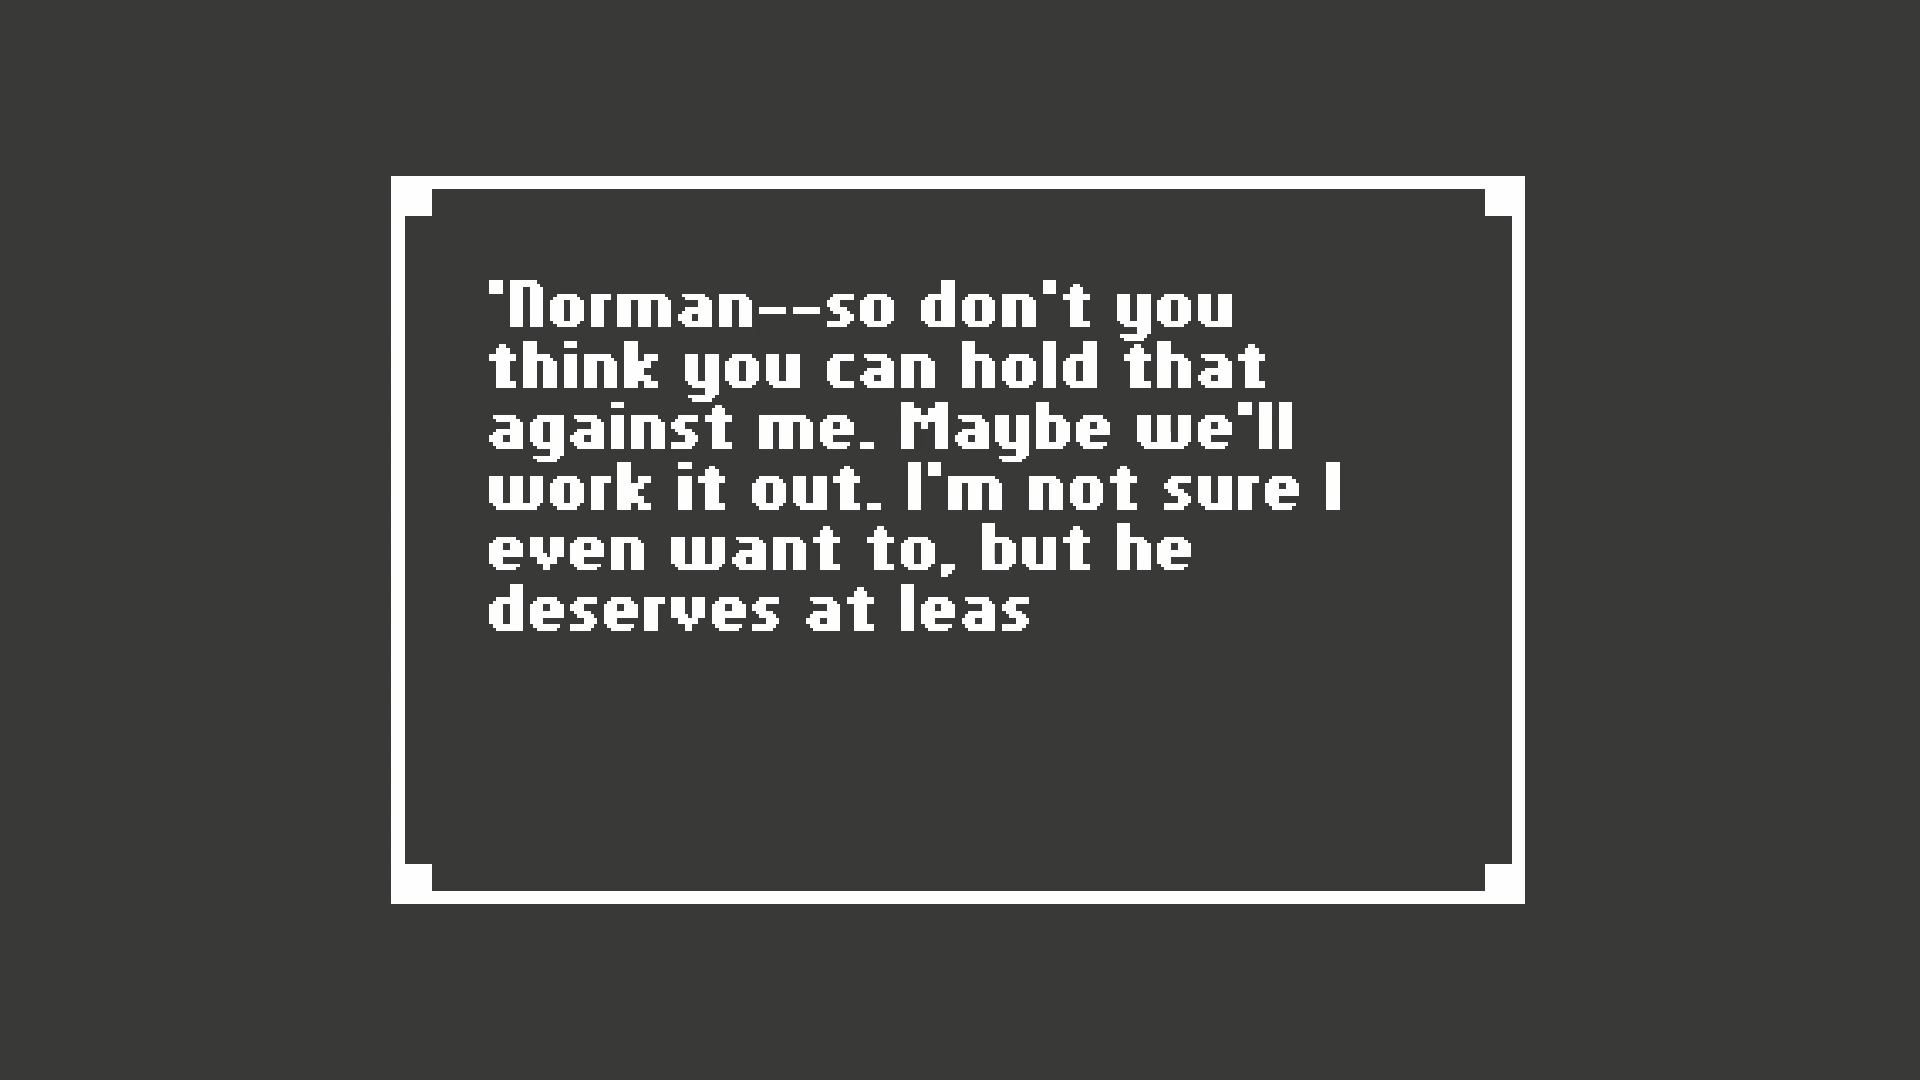 'Norman--so don't you
think you can hold that
against me. Maybe we'll
work it out. I'm not sure I
even want to, but he
deserves at leas